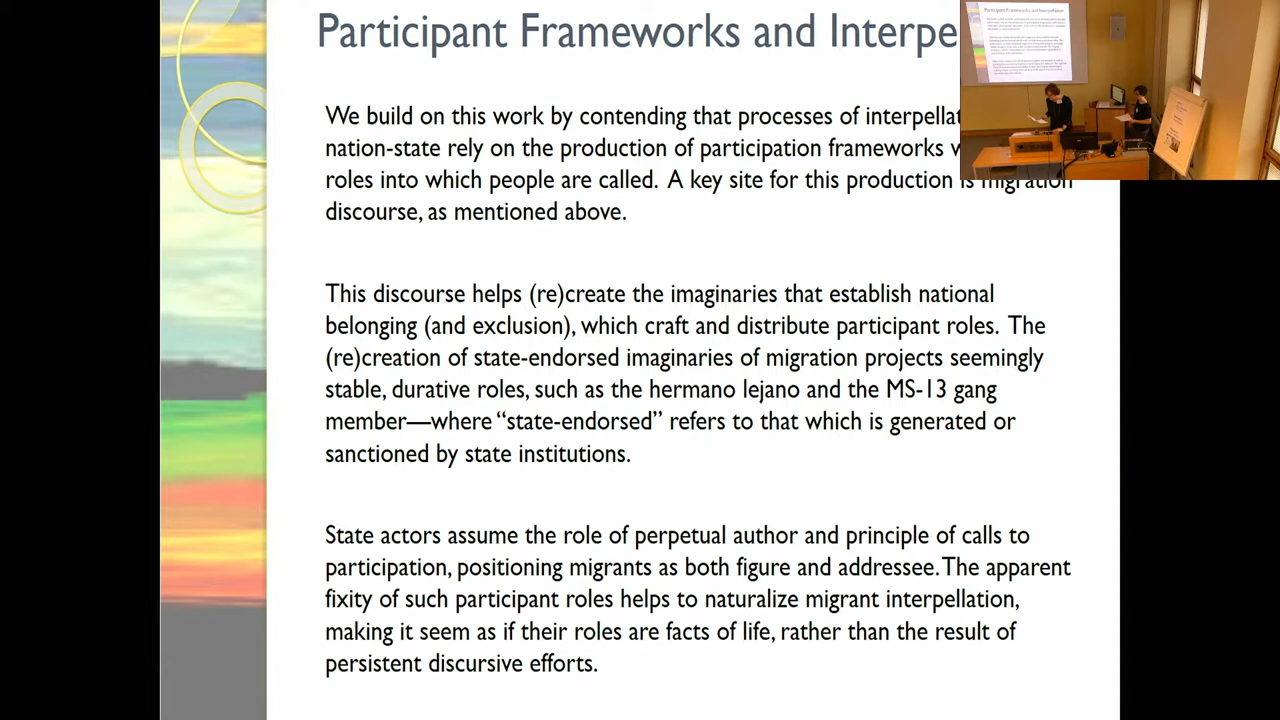 Participant Frameworks and Interpe
We build on this work by contending that processes of interpellat
nation-state rely on the production of participation frameworks
roles into which people are called. A key site for this production is migration
discourse, as mentioned above.
This discourse helps (re)create the imaginaries that establish national
belonging (and exclusion), which craft and distribute participant roles. The
(re)creation of state-endorsed imaginaries of migration projects seemingly
stable, durative roles, such as the hermano lejano and the MS-13 gang
member—where “state-endorsed” refers to that which is generated or
sanctioned by state institutions.
State actors assume the role of perpetual author and principle of calls to
participation, positioning migrants as both figure and addressee. The apparent
fixity of such participant roles helps to naturalize migrant interpellation,
making it seem as if their roles are facts of life, rather than the result of
persistent discursive efforts.
Participant Frameworks and Interpellation